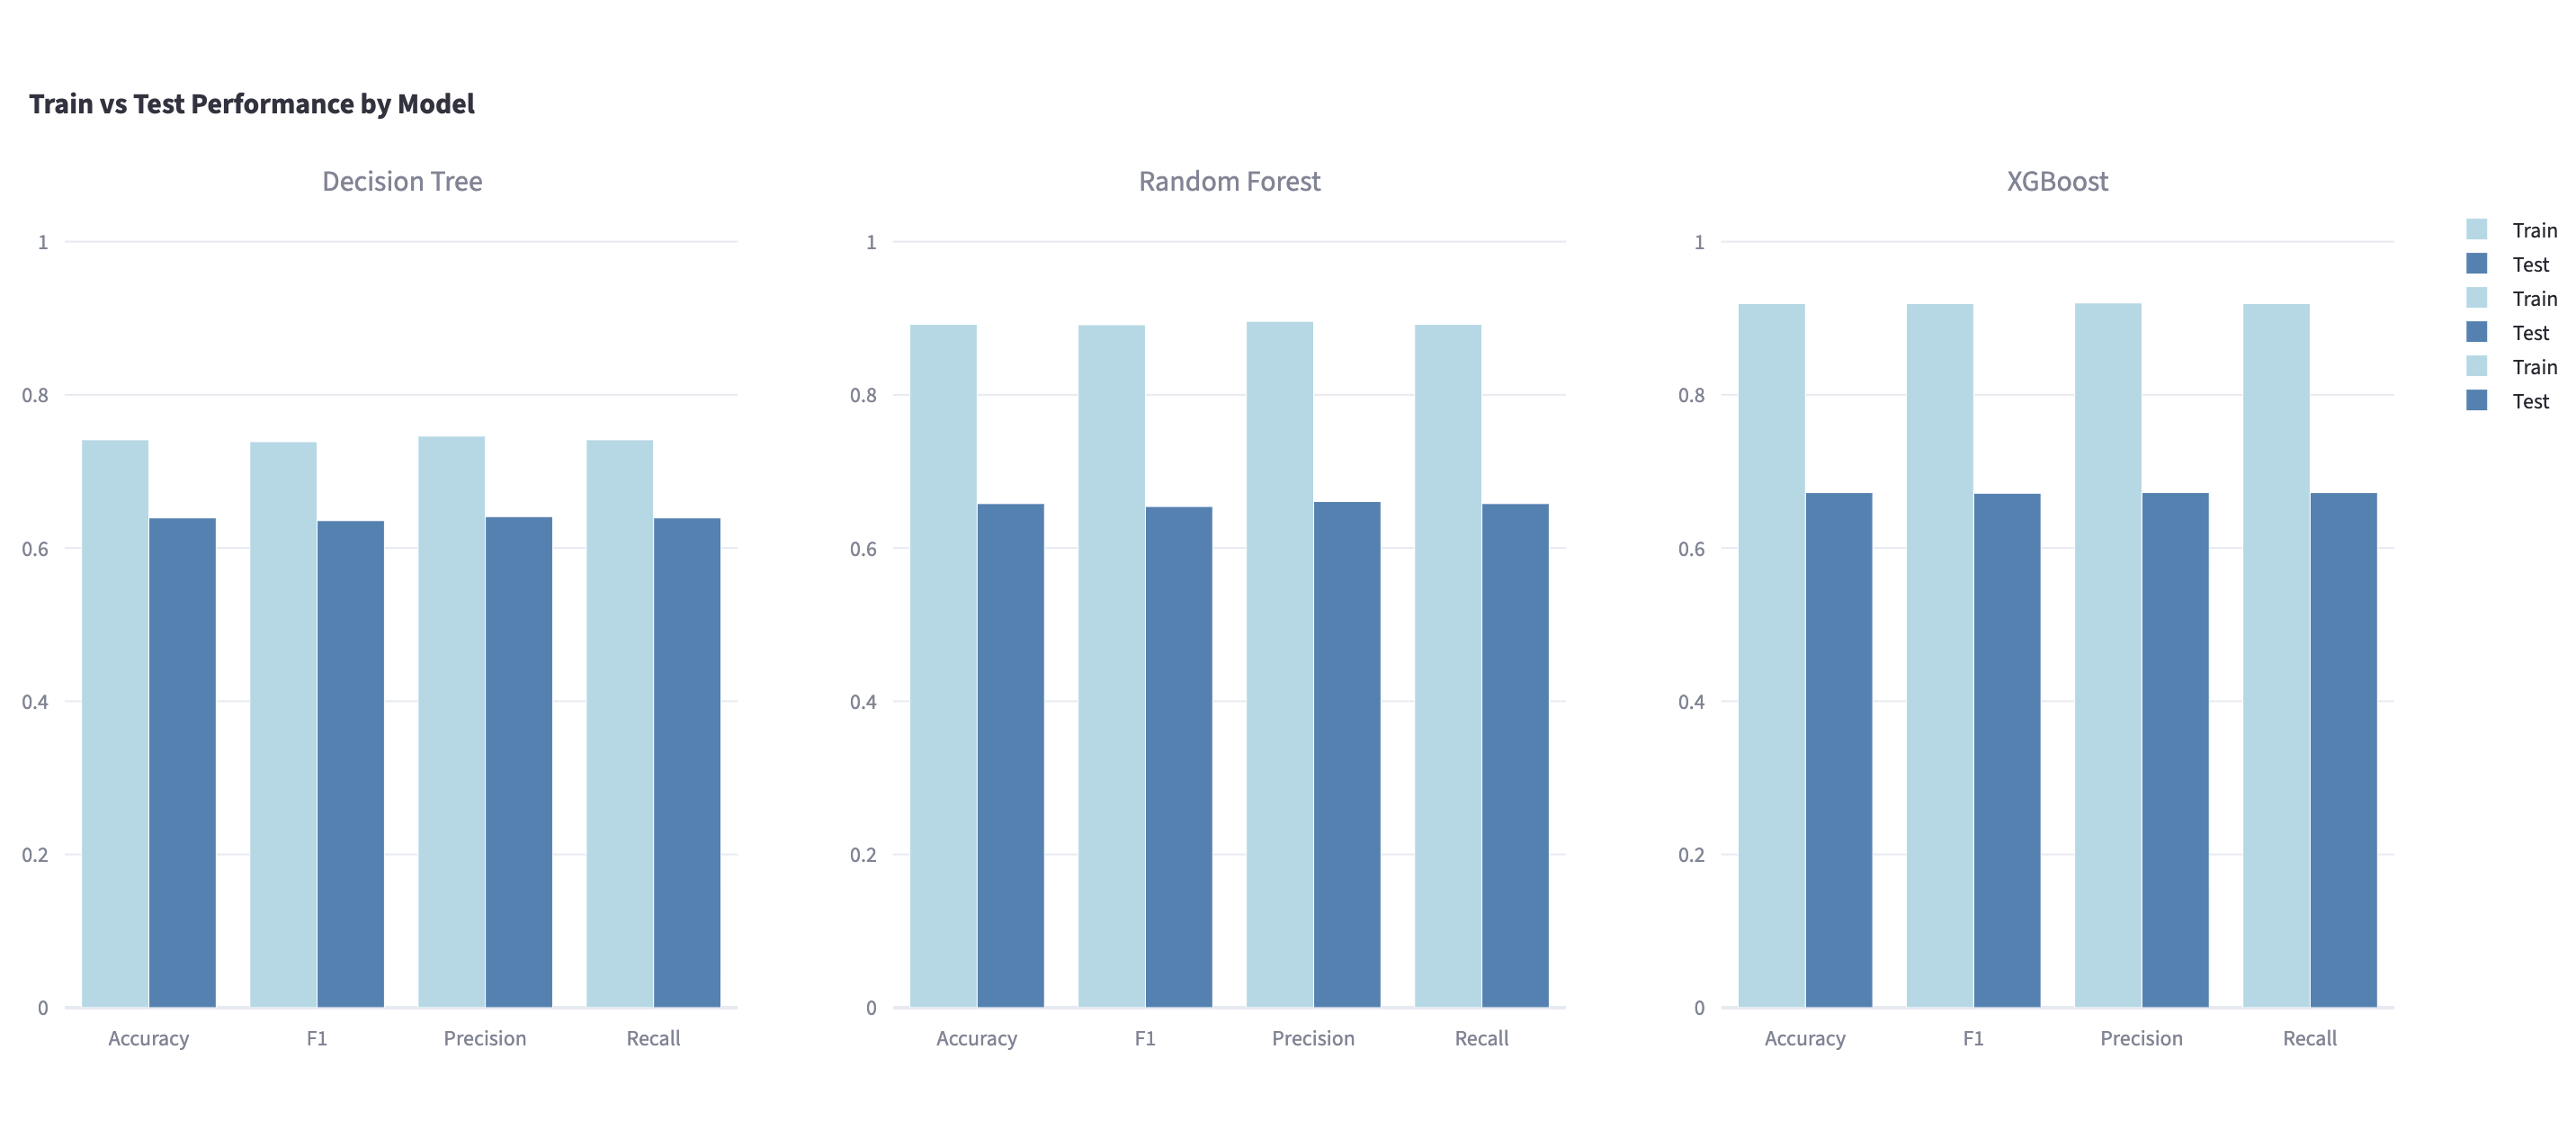 Train vs Test Performance by Model
Decision Tree
1
0.8
0.6
0.4
0.2
0
Accuracy
F1
Precision
Recall
Random Forest
1
0.8
0.6
0.4
0.2
0
Accuracy
F1
Precision
Recall
XGBoost
1
0.8
0.6
0.4
0.2
0
Accuracy
F1
Precision
Recall
Train
Test
Train
Test
Train
Test